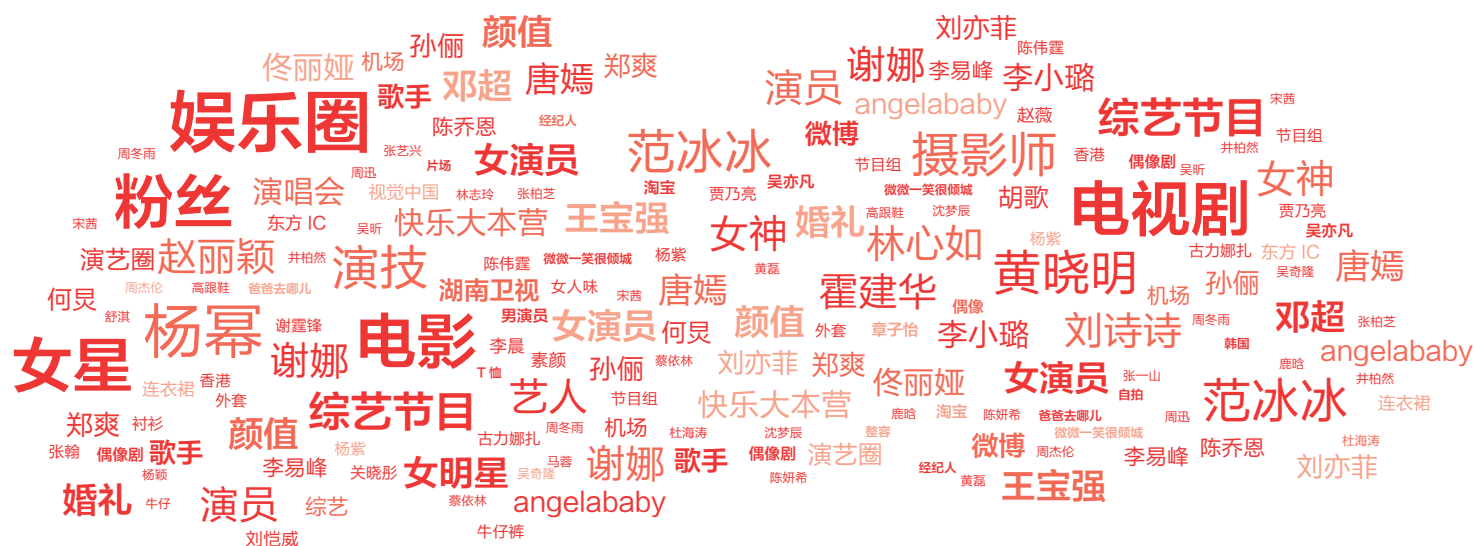 刘亦菲
颜值
孙俪
陈伟霆
佟丽娅
机场
唐嫣
郑爽
谢娜
李易峰
李小璐
歌手
邓超
演员
angelababy
娱乐圈
陈乔恩
经纪人
微博
赵薇
综艺节目
宋茜
节目组
周冬雨
张艺兴
片场
女演员
范冰冰
节目组
摄影师
香港
偶像剧
井柏然
吴昕
粉丝
演唱会
周迅
视觉中国
林志玲
张柏芝
淘宝
贾乃亮
吴亦凡
微微一笑很倾城
胡歌
电视剧
女神
贾乃亮
宋茜
东方 IC
吴昕
快乐大本营
王宝强
女神
婚礼
高跟鞋
沈梦辰
林心如
杨紫
吴亦凡
演艺圈
赵丽颖
井柏然
演技
陈伟霆
微微一笑很倾城
杨紫
黄磊
黄晓明
古力娜扎
东方 IC
唐嫣
何炅
周杰伦
高跟鞋
爸爸去哪儿
湖南卫视
女人味
宋茜
唐嫣
霍建华
偶像
机场
孙俪
吴奇隆
舒淇
杨幂
谢霆锋
电影
男演员
女演员
何炅
颜值
外套
章子怡
李小璐
刘诗诗
周冬雨
邓超
张柏芝
女星
谢娜
李晨
素颜
孙俪
蔡依林
刘亦菲
郑爽
韩国
angelababy
连衣裙
香港
外套
T 恤
艺人
节目组
快乐大本营
佟丽娅
女演员
张一山
自拍
鹿晗
范冰冰
井柏然
连衣裙
郑爽
衬衫
颜值
综艺节目
古力娜扎
周冬雨
机场
杜海涛
沈梦辰
整容
鹿晗
淘宝
陈妍希
爸爸去哪儿
周迅
微微一笑很倾城
张翰
偶像剧
歌手
杨紫
谢娜
歌手
偶像剧
演艺圈
微博
周杰伦
李易峰
陈乔恩
杜海涛
杨颖
李易峰
关晓彤
女明星
马蓉
吴奇隆
陈妍希
经纪人
黄磊
王宝强
刘亦菲
婚礼
牛仔
演员
综艺
蔡依林
angelababy
刘恺威
牛仔裤